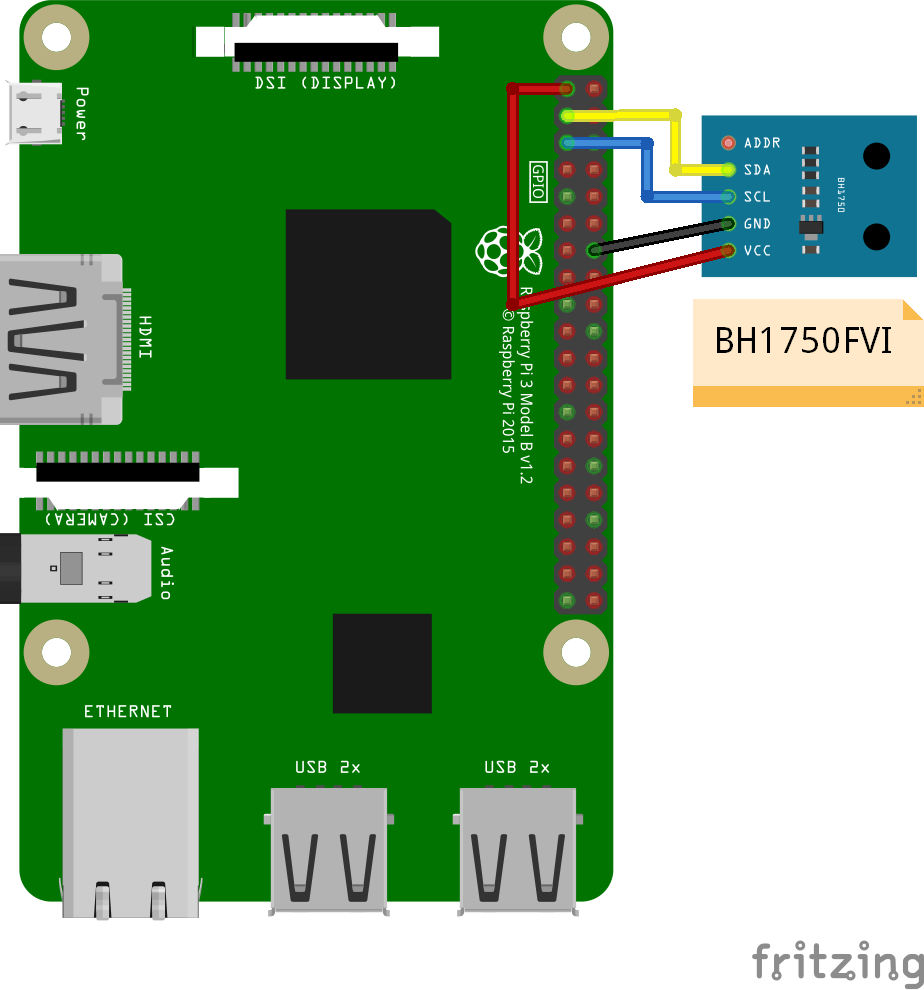 DSI (DISPLAY)
Power
ADDR
SDA
SCL
GND
VCC
BH1750
GPIO
HDMI
Raspberry Pi 3 Model B v1.2
© Raspberry Pi 2015
BH1750FVI
CSI (CAMERA)
Audio
ETHERNET
USB 2x
USB 2x
fritzing